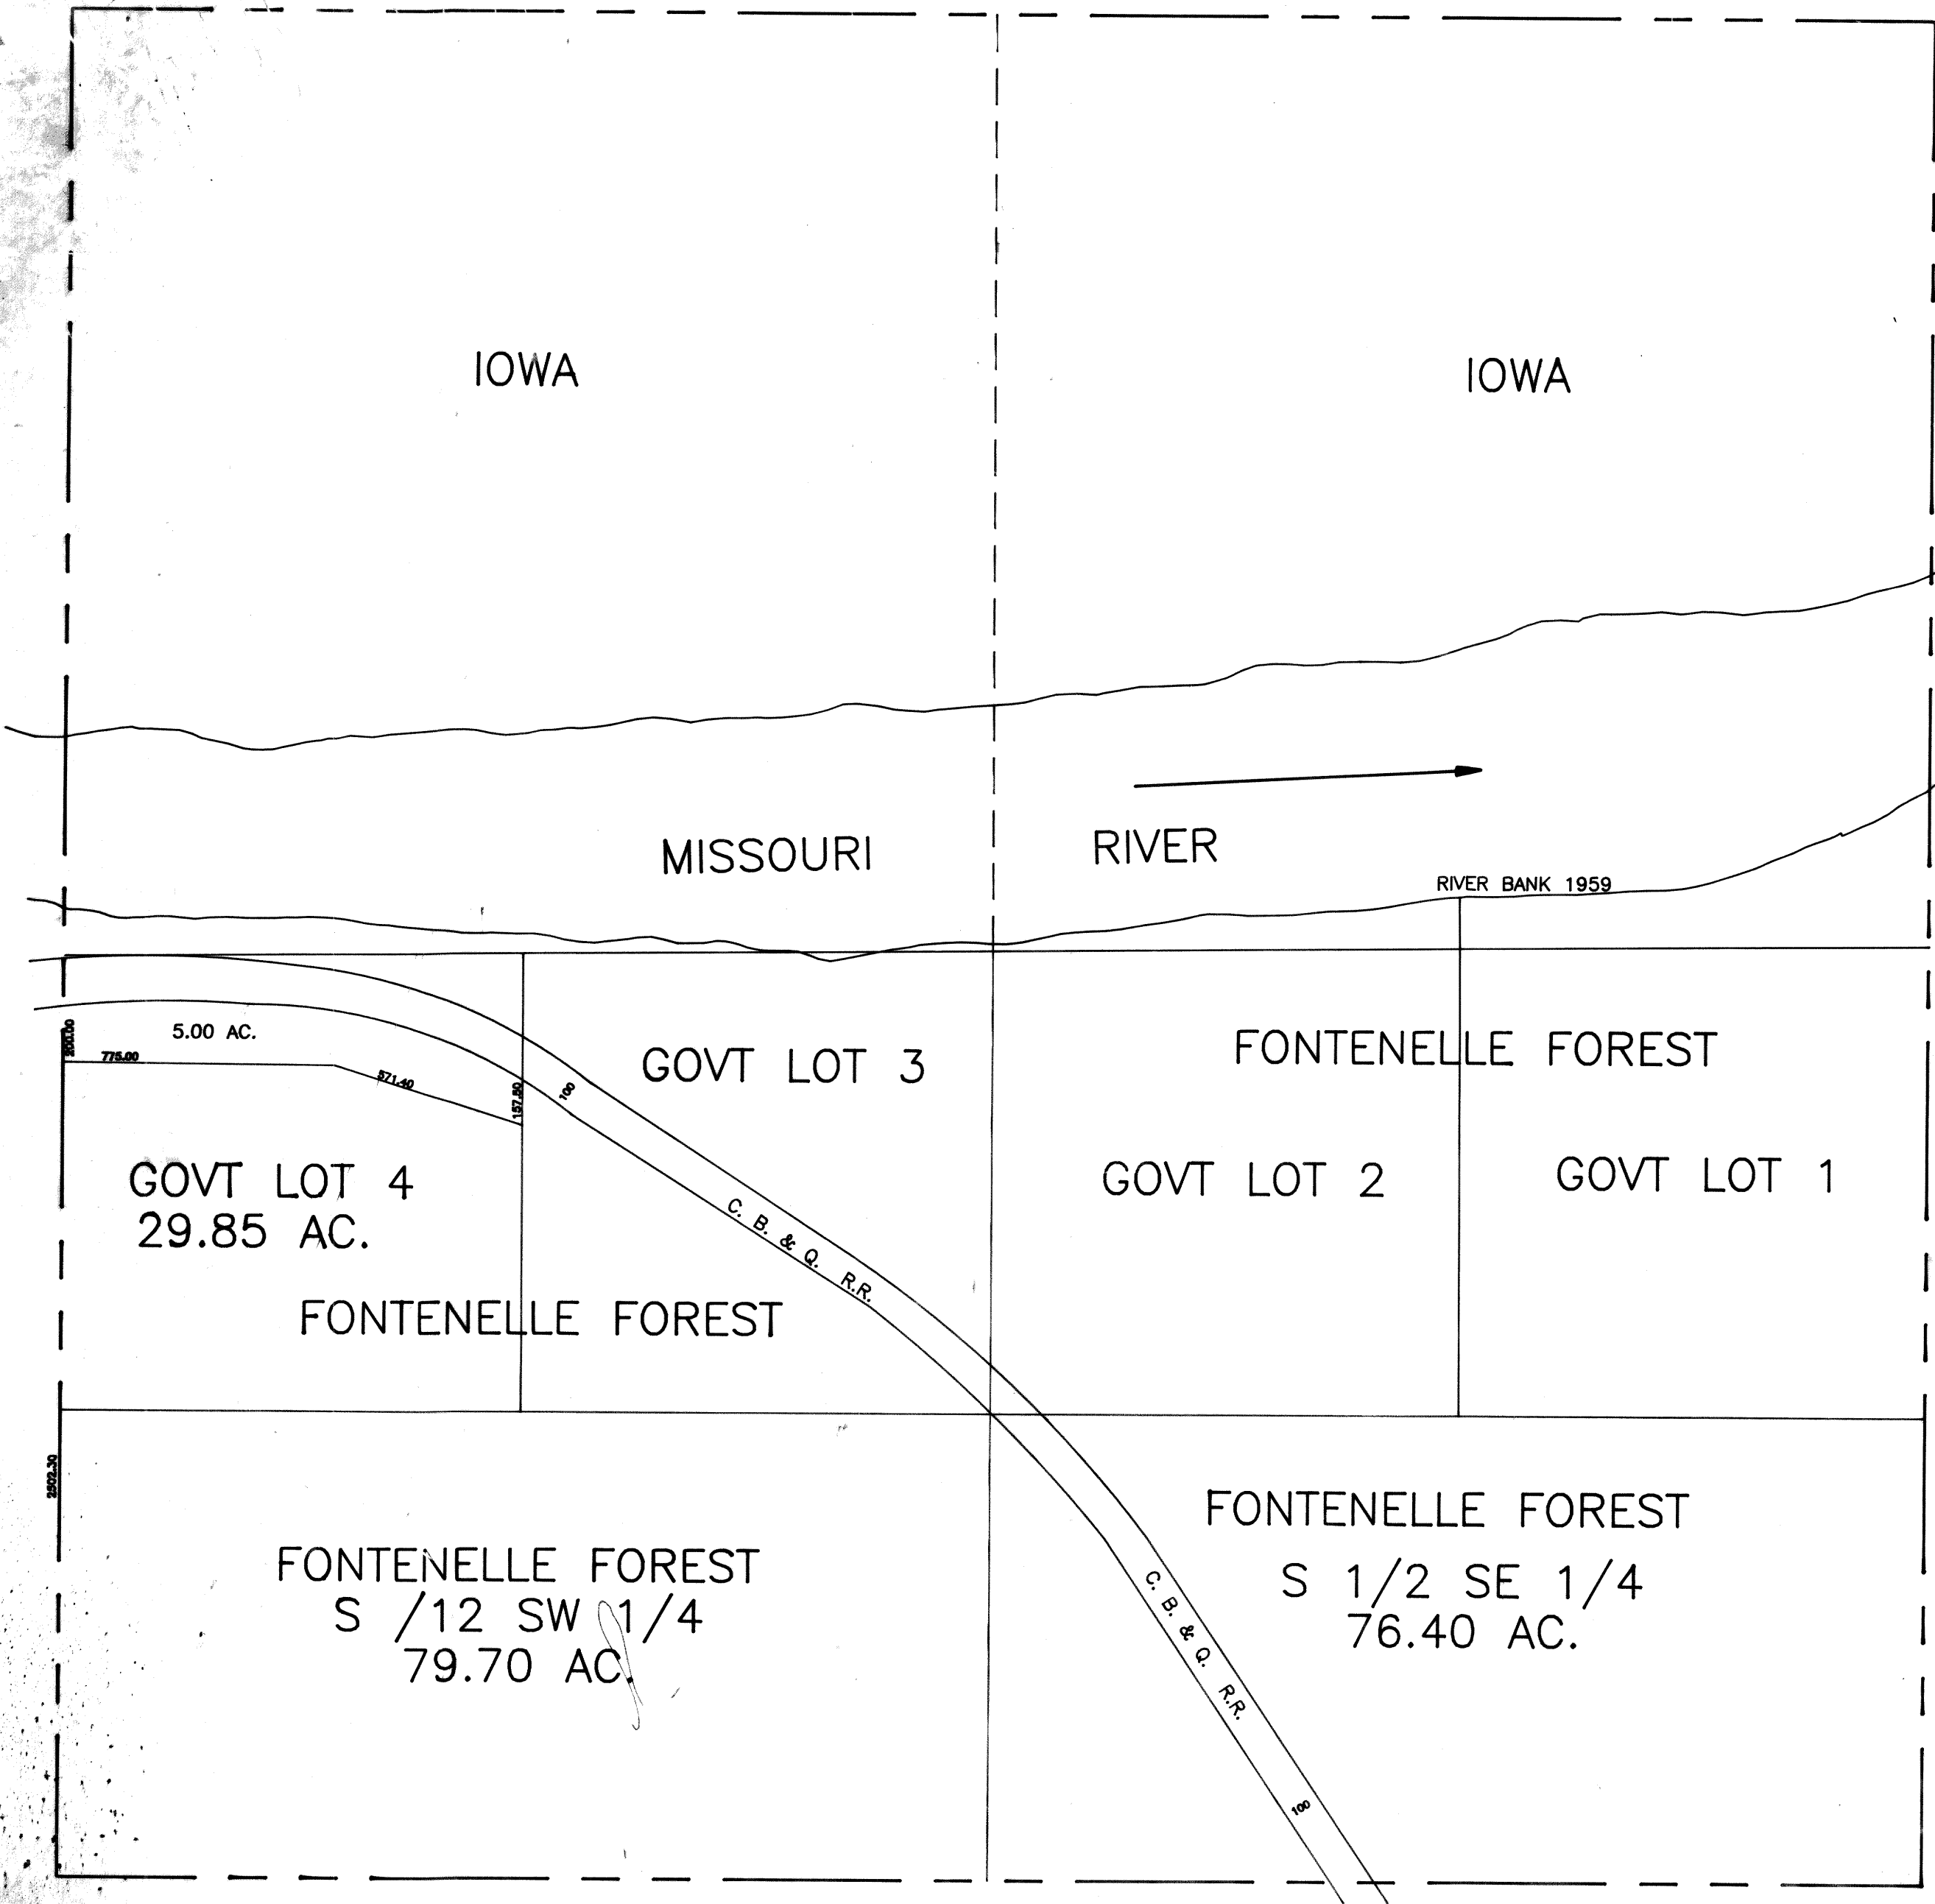 IOWA
IOWA
MISSOURI RIVER
RIVER BANK 1959
5.00 AC.
200.00
775.00
571.40
157.50
100
GOVT LOT 3
FONTENELLE FOREST
GOVT LOT 4
29.85 AC.
GOVT LOT 2
GOVT LOT 1
C. B. & Q. R.R.
FONTENELLE FOREST
2502.30
FONTENELLE FOREST
S /12 SW 1/4
79.70 AC
FONTENELLE FOREST
S 1/2 SE 1/4
76.40 AC.
C. B. & Q. R.R.
100